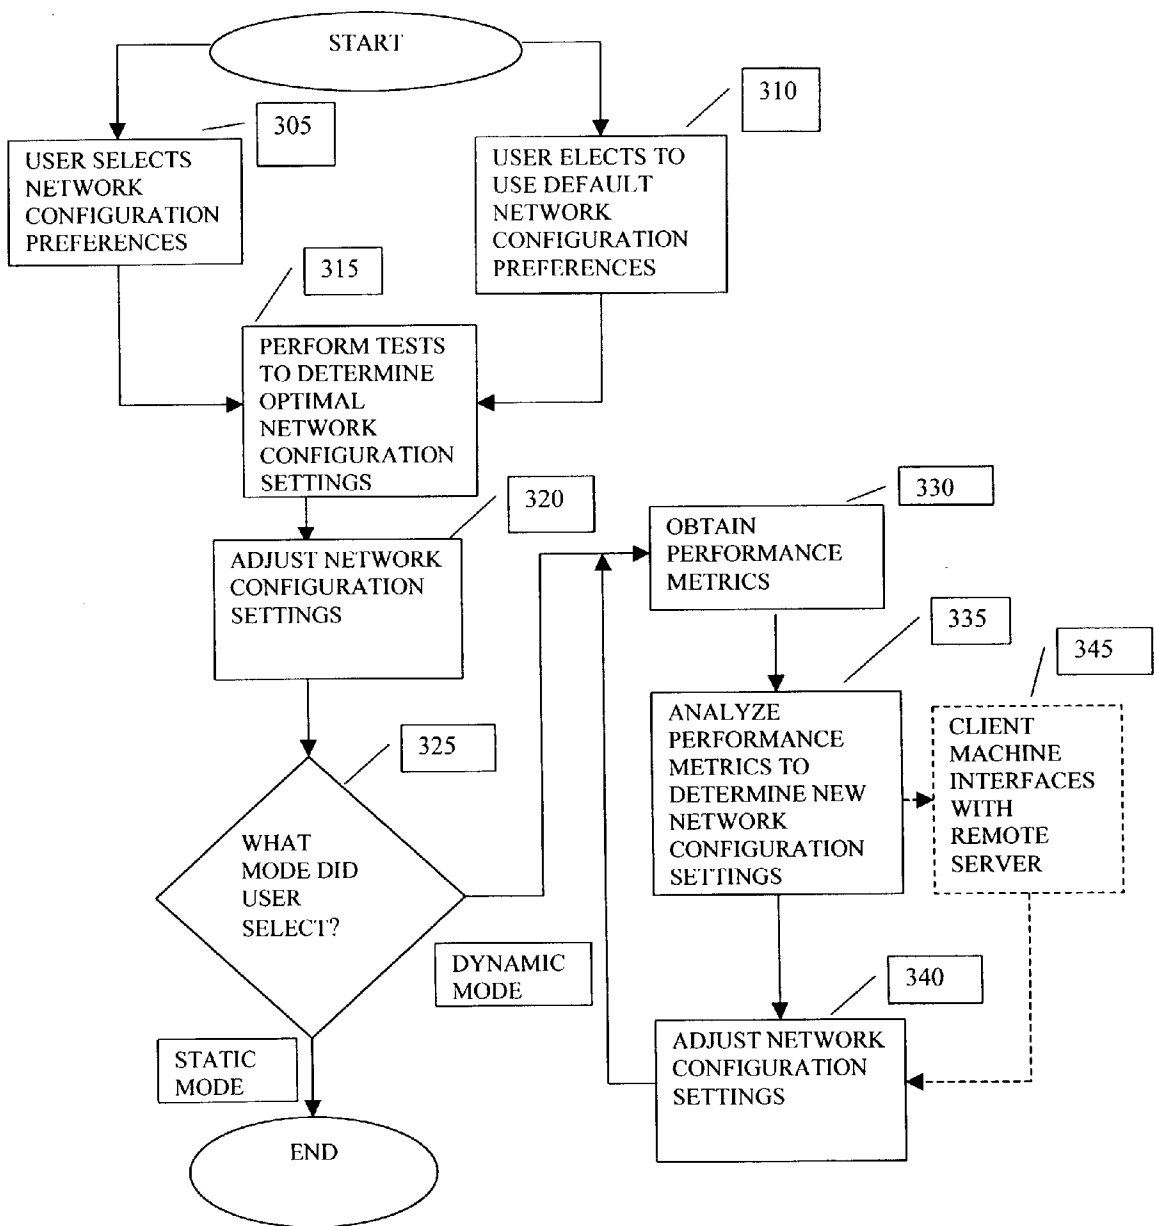 START
305
310
USER SELECTS
NETWORK
CONFIGURATION
PREFERENCES
USER ELECTS TO
USE DEFAULT
NETWORK
CONFIGURATION
PREFERENCES
315
PERFORM TESTS
TO DETERMINE
OPTIMAL
NETWORK
CONFIGURATION
SETTINGS
320
ADJUST NETWORK
CONFIGURATION
SETTINGS
325
WHAT
MODE DID
USER
SELECT?
DYNAMIC
MODE
STATIC
MODE
END
330
OBTAIN
PERFORMANCE
METRICS
335
ANALYZE
PERFORMANCE
METRICS TO
DETERMINE NEW
NETWORK
CONFIGURATION
SETTINGS
345
CLIENT
MACHINE
INTERFACES
WITH
REMOTE
SERVER
340
ADJUST NETWORK
CONFIGURATION
SETTINGS